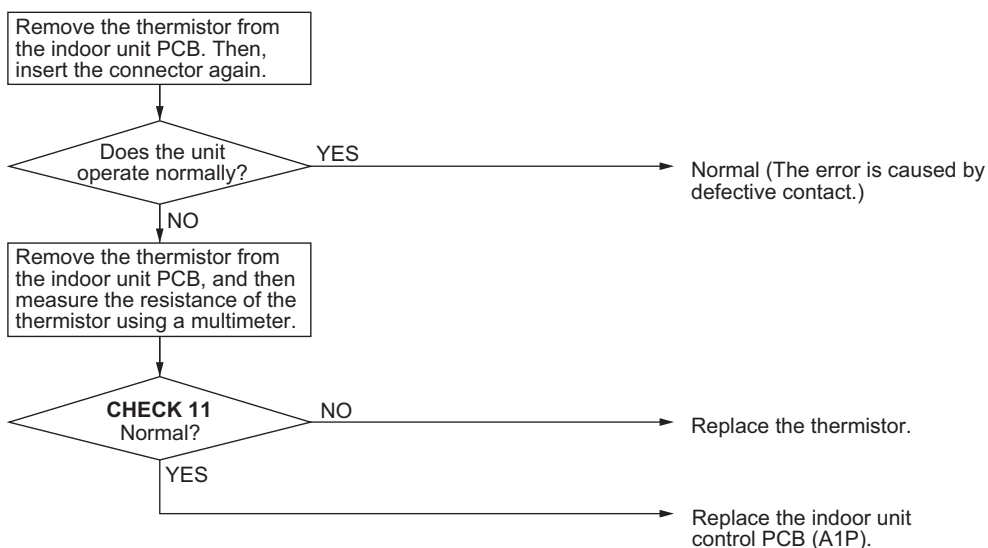 Remove the thermistor from
the indoor unit PCB. Then,
insert the connector again.
Does the unit
operate normally?
YES
Normal (The error is caused by
defective contact.)
NO
Remove the thermistor from
the indoor unit PCB, and then
measure the resistance of the
thermistor using a multimeter.
CHECK 11
Normal?
NO
Replace the thermistor.
YES
Replace the indoor unit
control PCB (A1P).